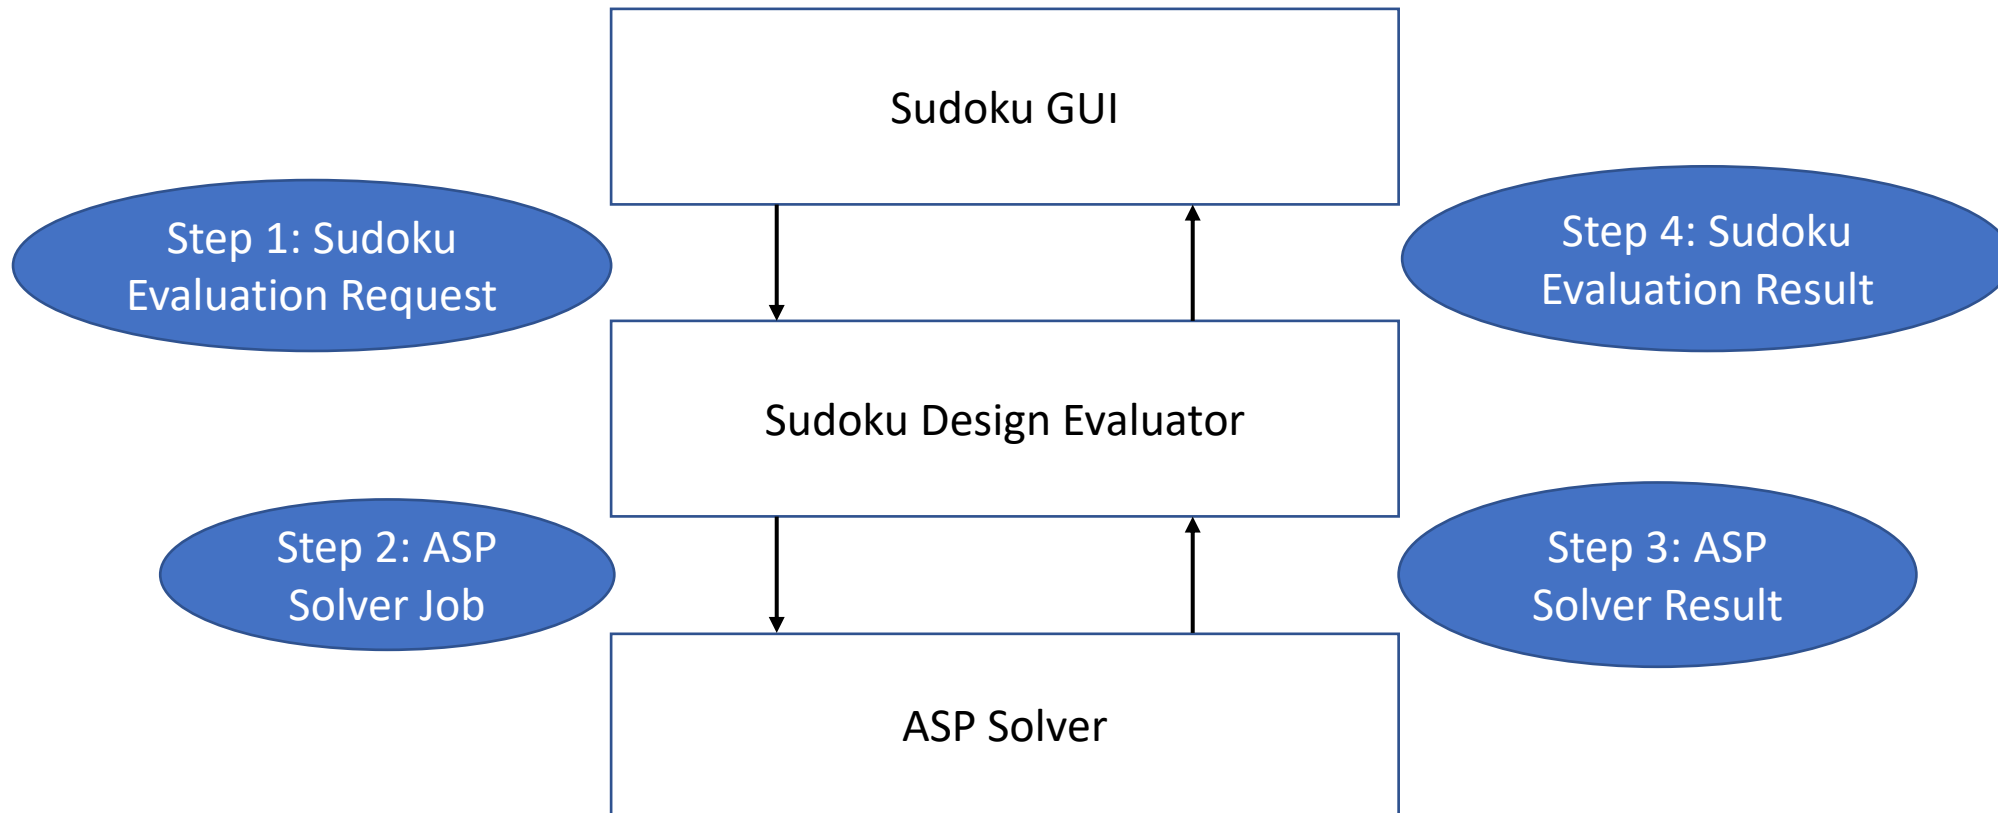 Sudoku GUI
Step 1: Sudoku
Evaluation Request
Step 4: Sudoku
Evaluation Result
Sudoku Design Evaluator
Step 2: ASP
Solver Job
Step 3: ASP
Solver Result
ASP Solver